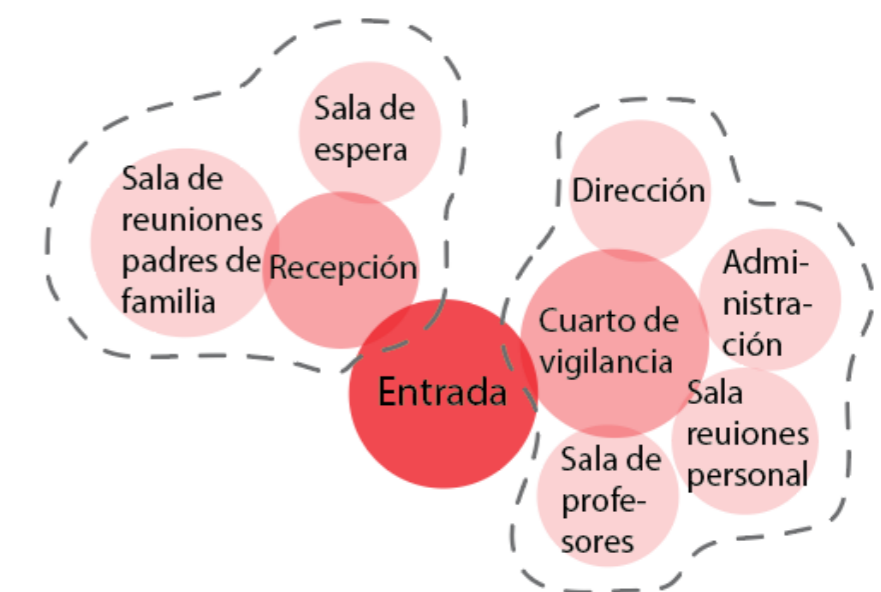 Sala de
espera
Sala de
reuniones
padres de
familia
Recepción
Entrada
Dirección
Cuarto de
vigilancia
Admi-
nistra-
ción
Sala
reuiones
personal
Sala de
profe-
sores